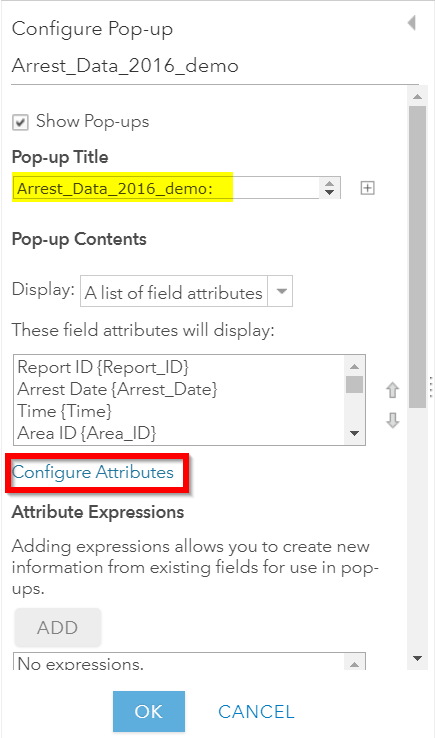 Configure Pop-up
Arrest_Data_2016_demo
Show Pop-ups
Pop-up Title
Arrest_Data_2016_demo:
Pop-up Contents
Display: A list of field attributes
These field attributes will display:
Report ID {Report_ID}
Arrest Date {Arrest_Date}
Time {Time}
Area ID {Area_ID}
Configure Attributes
Attribute Expressions
Adding expressions allows you to create new
information from existing fields for use in pop-
ups.
ADD
No expressions.
OK CANCEL